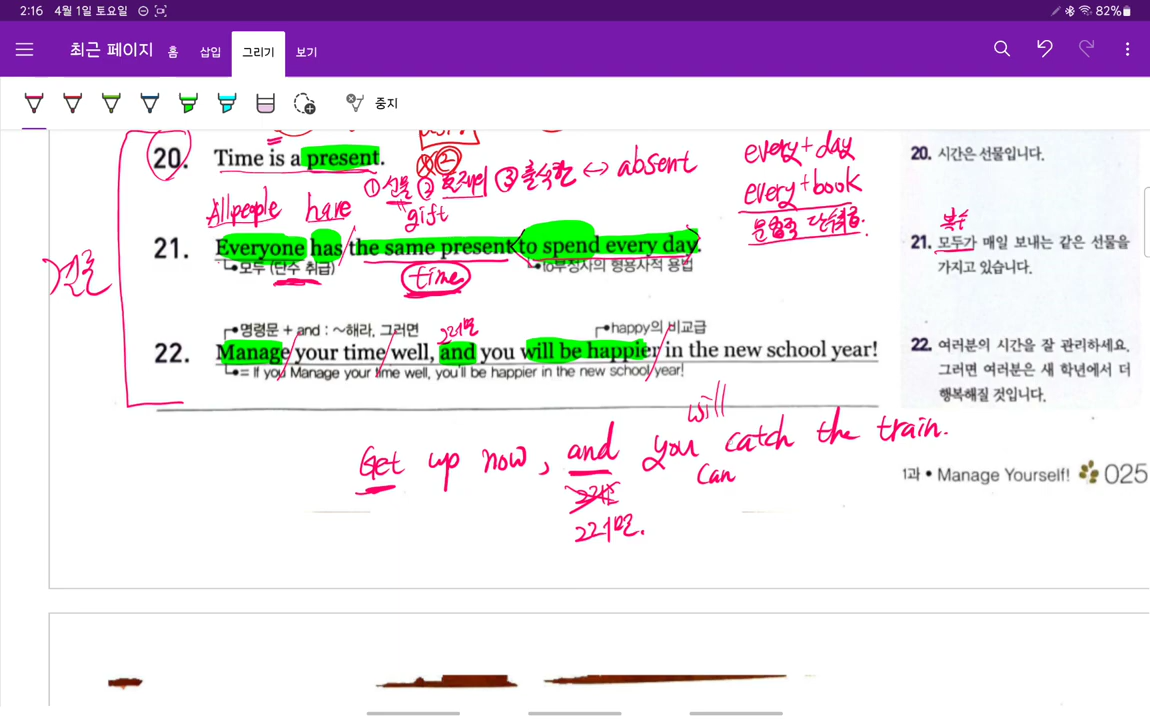 2:16 4월 1일 토요일 82%
최근 페이지 홈 삽입 그리기 보기
중지
20. Time is a present.
① 선물 ② 현재의 ③ 출석한 ↔ absent
gift
every+day
every+book
단수취급.
20. 시간은 선물입니다.
All people have
21. Everyone has the same present to spend every day.
모두 (단수 취급)
time
to부정사의 형용사적 용법
복수
21. 모두가 매일 보내는 같은 선물을
가지고 있습니다.
결론
명령문 + and : ~해라, 그러면
그러면
happy의 비교급
22. Manage your time well, and you will be happier in the new school year!
= If you Manage your time well, you'll be happier in the new school year!
22. 여러분의 시간을 잘 관리하세요.
그러면 여러분은 새 학년에서 더
행복해질 것입니다.
will
Get up now, and you catch the train.
can
그러면.
1과 • Manage Yourself! 025